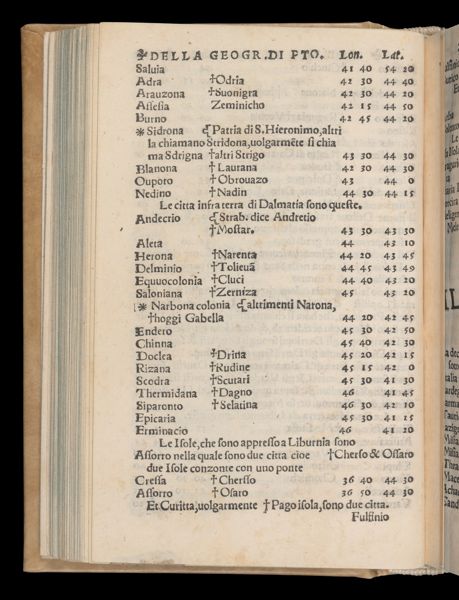 DELLA GEOGR. DI PTO. Lon. Lat.
Saluia 41 40 54 20
Adra †Odria 42 30 44 20
Arauzona †Suonigra 42 30 44 20
Asſeſia Zeminicho 42 15 44 50
Burno 42 45 44 20
* Sidrona ¶ Patria di S. Hieronimo, altri
la chiamano Stridona, uolgarmẽte ſi chia
ma Sdrigna †altri Strigo 43 30 44 30
Blanona †Laurana 42 30 44 30
Ouporo †Obrouazo 43 44 0
Nedino †Nadin 44 30 44 15
Le citta infra terra di Dalmatia ſono queſte.
Andecrio ¶ Strab. dice Andretio
†Moſtar. 43 30 43 30
Aleta 44 43 10
Herona †Narenta 44 20 43 45
Delminio †Tolieuã 44 45 43 49
Equuocolonia †Cluci 44 40 43 20
Saloniana †Zerniza 45 43 20
* Narbona colonia ¶ altrimenti Narona,
†hoggi Gabella 44 20 42 45
Endero 45 30 42 50
Chinna 45 40 42 30
Doclea †Drina 45 20 42 15
Rizana †Rudine 45 15 42 0
Scodra †Scutari 45 30 41 30
Thermidana †Dagno 46 41 45
Siparonto †Selatina 46 30 42 10
Epicaria 45 30 41 15
Erminacio 46 41 20
Le Iſole, che ſono appreſſo a Liburnia ſono
Aſſorro nella quale ſono due citta cioe †Cherſo & Oſſaro
due Iſole conzonte con uno ponte
Creſſa †Cherſſo 36 40 44 30
Aſſorro †Oſaro 36 50 44 30
Et Curitta, uolgarmente †Pago iſola, ſono due citta.
Fulſinio